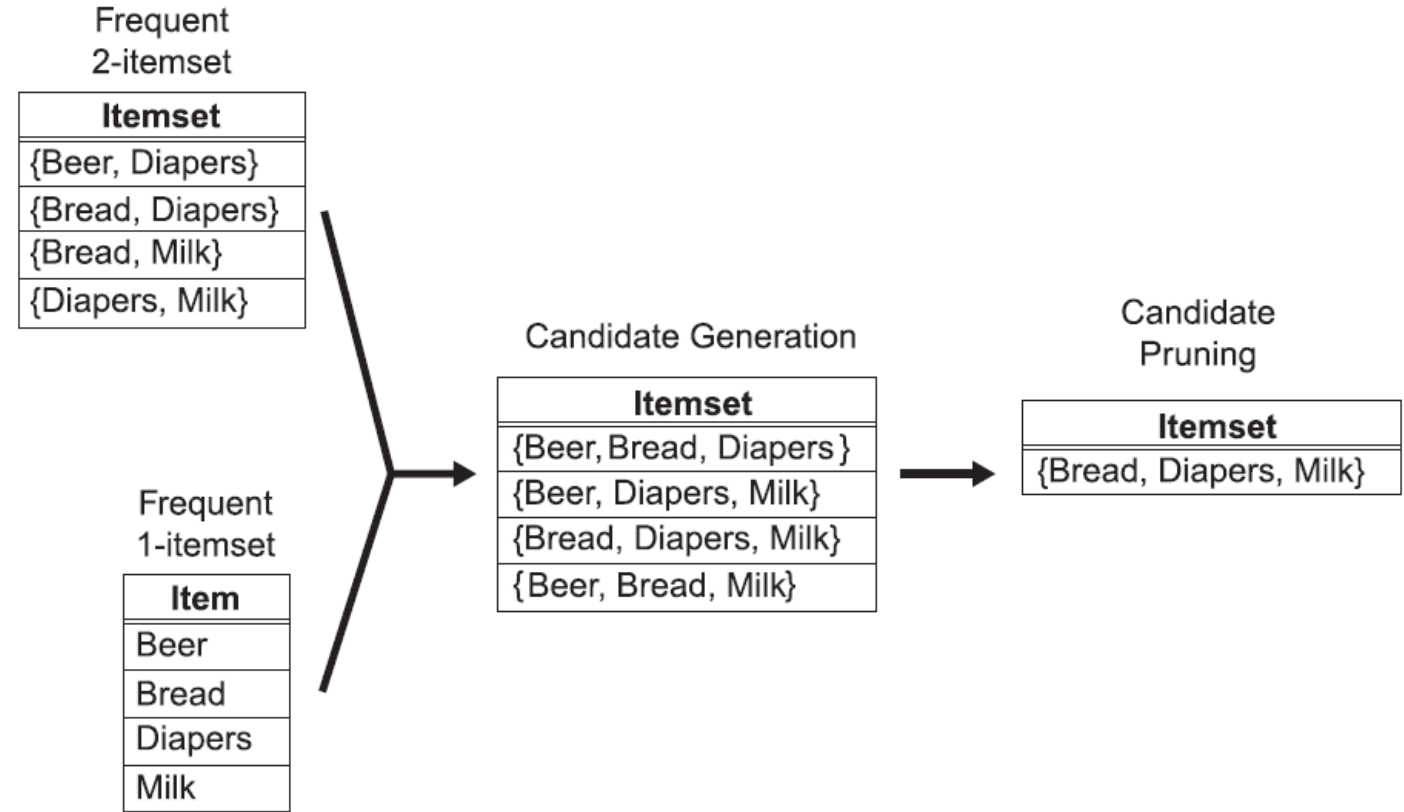 Frequent
2-itemset
Itemset
{Beer, Diapers}
{Bread, Diapers}
{Bread, Milk}
{Diapers, Milk}
Frequent
1-itemset
Item
Beer
Bread
Diapers
Milk
Candidate Generation
Itemset
{Beer, Bread, Diapers}
{Beer, Diapers, Milk}
{Bread, Diapers, Milk}
{Beer, Bread, Milk}
Candidate
Pruning
Itemset
{Bread, Diapers, Milk}